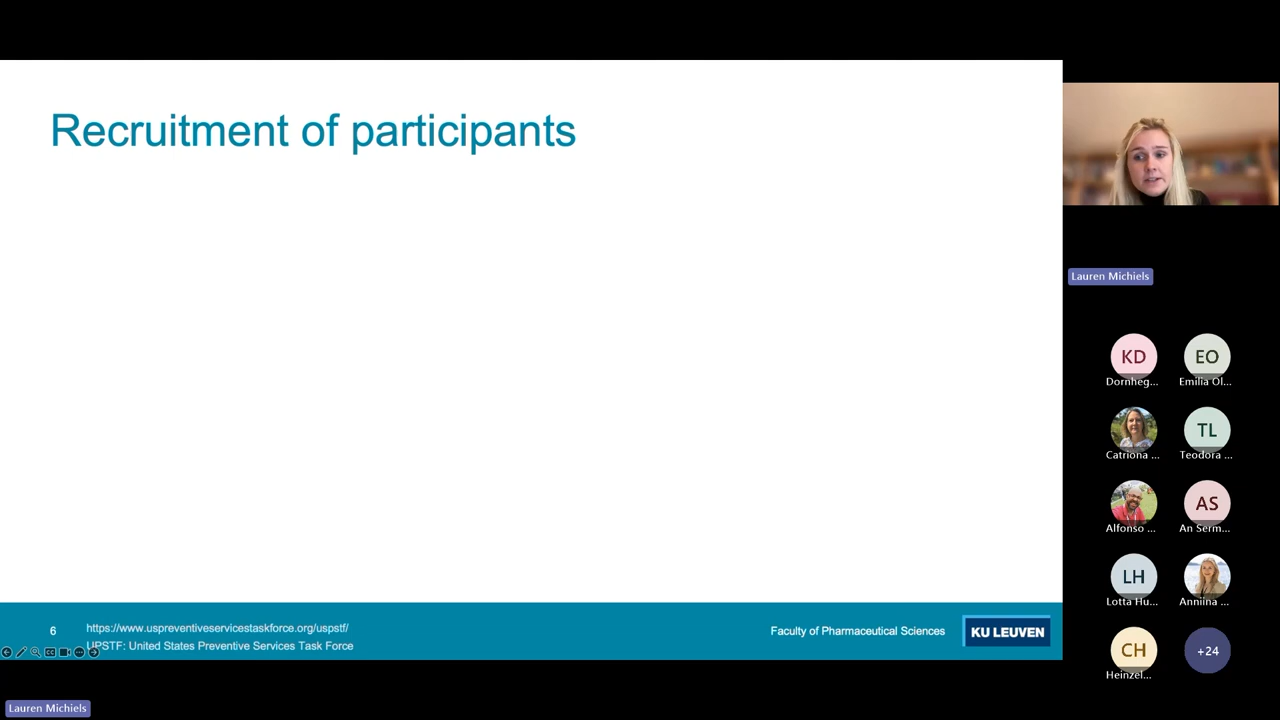 Recruitment of participants
6
https://www.uspreventiveservicestaskforce.org/uspstf/
UPSTF: United States Preventive Services Task Force
Faculty of Pharmaceutical Sciences
KU LEUVEN
Lauren Michiels
KD
EO
Dornheg...
Emilia Ol...
Catriona ...
TL
Teodora ...
Alfonso ...
AS
An Serm...
LH
Lotta Hu...
Anniina ...
CH
Heinzel...
+24
Lauren Michiels